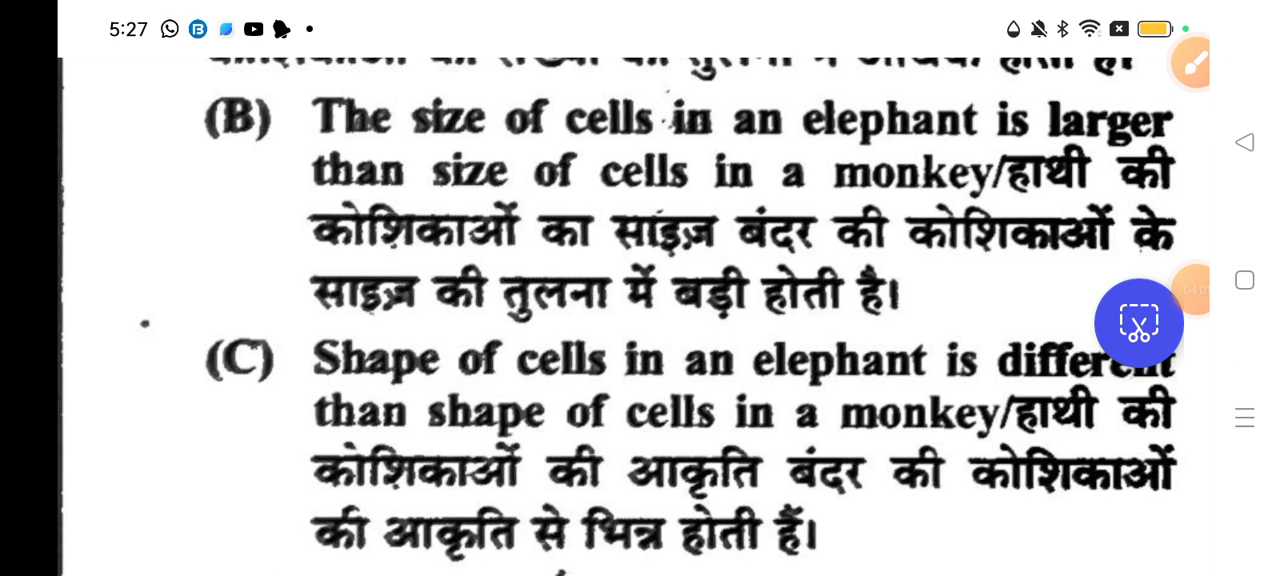 5:27
(B) The size of cells in an elephant is larger
than size of cells in a monkey/हाथी की
कोशिकाओं का साइज़ बंदर की कोशिकाओं के
साइज़ की तुलना में बड़ी होती है।
04:01
(C) Shape of cells in an elephant is different
than shape of cells in a monkey/हाथी की
कोशिकाओं की आकृति बंदर की कोशिकाओं
की आकृति से भिन्न होती हैं।